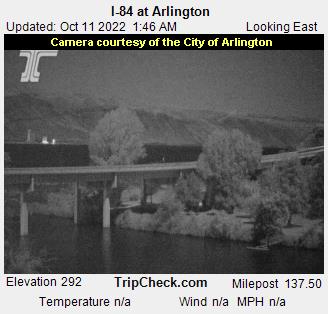 I-84 at Arlington
Updated: Oct 11 2022 1:46 AM Looking East
Camera courtesy of the City of Arlington
Elevation 292 TripCheck.com Milepost 137.50
Temperature n/a Wind n/a MPH n/a